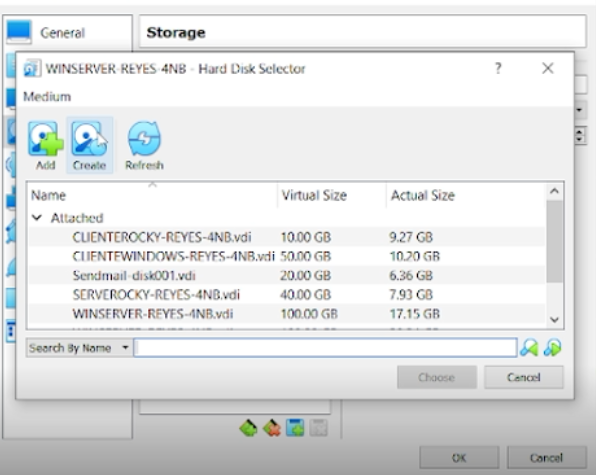 General
Storage
WINSERVER-REYES-4NB - Hard Disk Selector
?
Medium
Add Create Refresh
Name Virtual Size Actual Size
Attached
CLIENTEROCKY-REYES-4NB.vdi 10.00 GB 9.27 GB
CLIENTEWINDOWS-REYES-4NB.vdi 50.00 GB 10.20 GB
Sendmail-disk001.vdi 20.00 GB 6.36 GB
SERVEROCKY-REYES-4NB.vdi 40.00 GB 7.93 GB
WINSERVER-REYES-4NB.vdi 100.00 GB 17.15 GB
Search By Name
Choose Cancel
OK Cancel